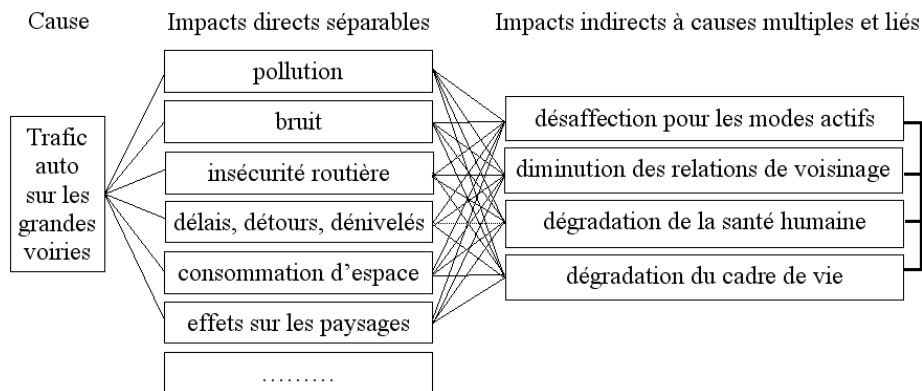 Cause
Impacts directs séparables
Impacts indirects à causes multiples et liés
Trafic
auto
sur les
grandes
voiries
pollution
bruit
insécurité routière
délais, détours, dénivelés
consommation d'espace
effets sur les paysages
.........
désaffection pour les modes actifs
diminution des relations de voisinage
dégradation de la santé humaine
dégradation du cadre de vie